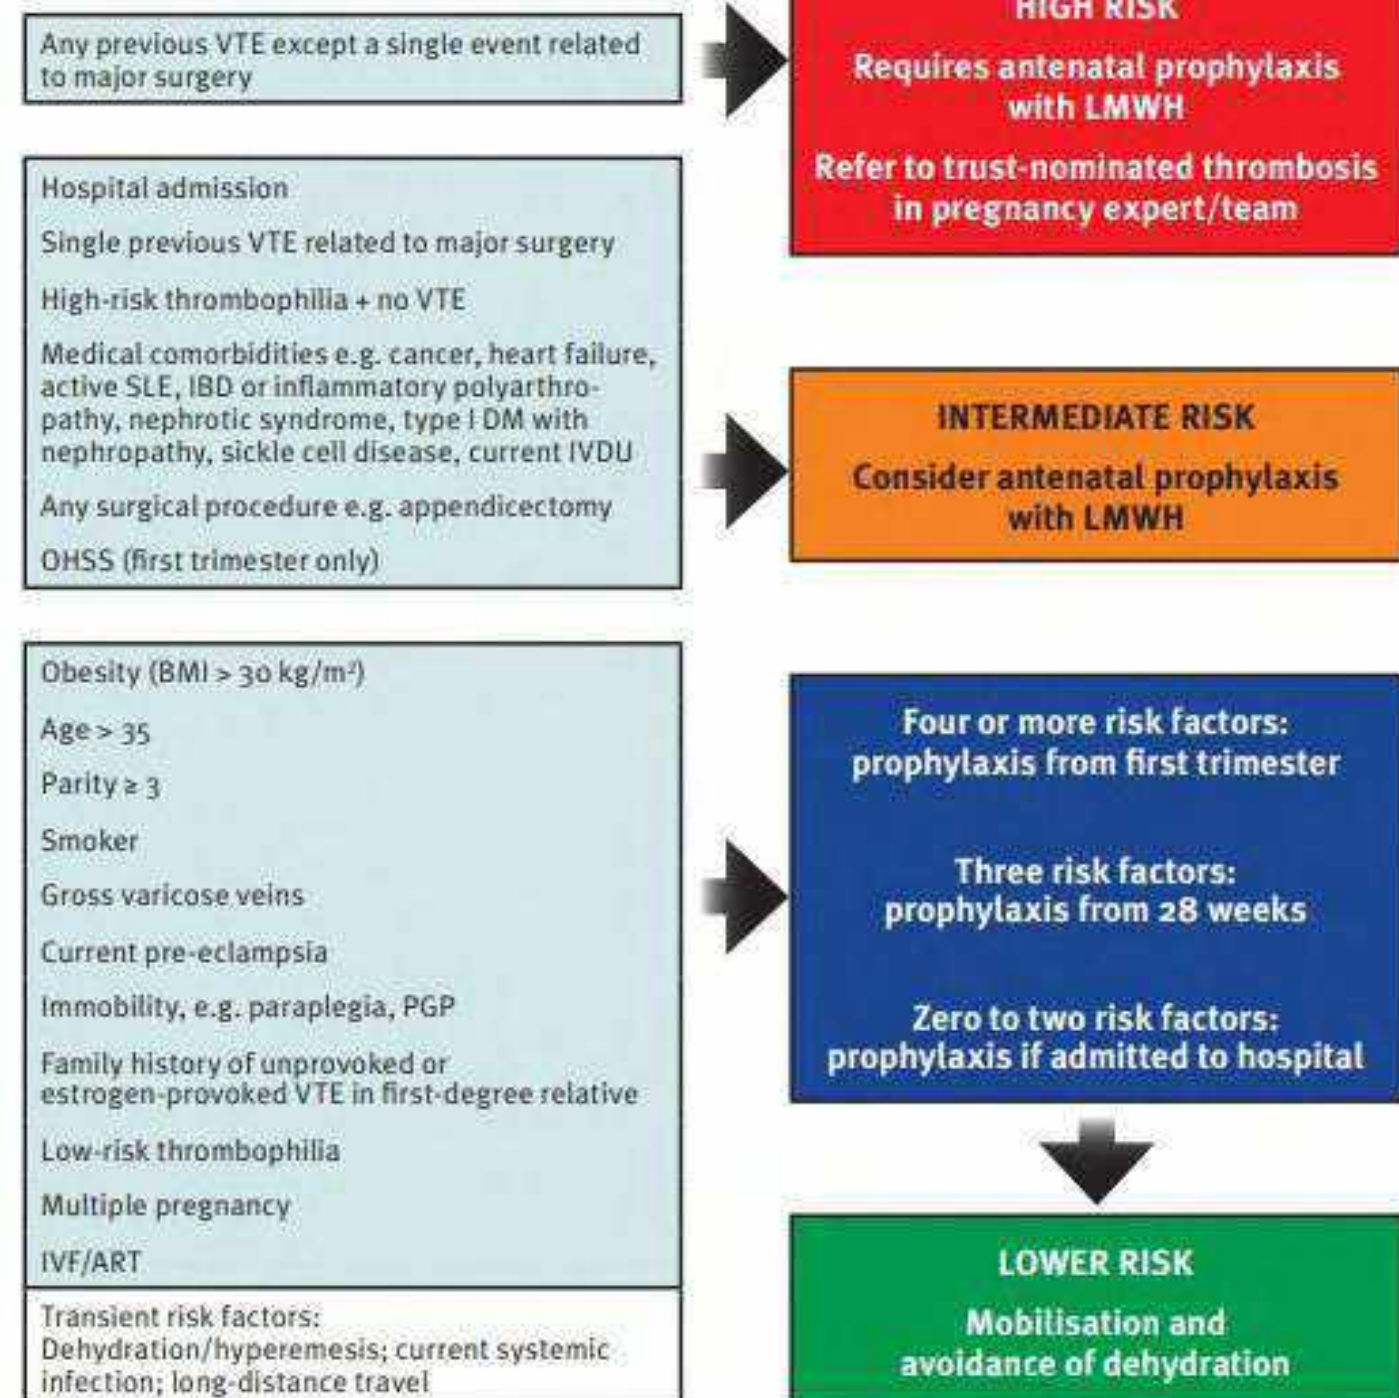 Any previous VTE except a single event related
to major surgery
HIGH RISK
Requires antenatal prophylaxis
with LMWH
Refer to trust-nominated thrombosis
in pregnancy expert/team
Hospital admission
Single previous VTE related to major surgery
High-risk thrombophilia + no VTE
Medical comorbidities e.g. cancer, heart failure,
active SLE, IBD or inflammatory polyarthro-
pathy, nephrotic syndrome, type I DM with
nephropathy, sickle cell disease, current IVDU
Any surgical procedure e.g. appendicectomy
OHSS (first trimester only)
INTERMEDIATE RISK
Consider antenatal prophylaxis
with LMWH
Obesity (BMI > 30 kg/m²)
Age > 35
Parity ≥ 3
Smoker
Gross varicose veins
Current pre-eclampsia
Immobility, e.g. paraplegia, PGP
Family history of unprovoked or
estrogen-provoked VTE in first-degree relative
Low-risk thrombophilia
Multiple pregnancy
IVF/ART
Transient risk factors:
Dehydration/hyperemesis; current systemic
infection; long-distance travel
Four or more risk factors:
prophylaxis from first trimester
Three risk factors:
prophylaxis from 28 weeks
Zero to two risk factors:
prophylaxis if admitted to hospital
LOWER RISK
Mobilisation and
avoidance of dehydration